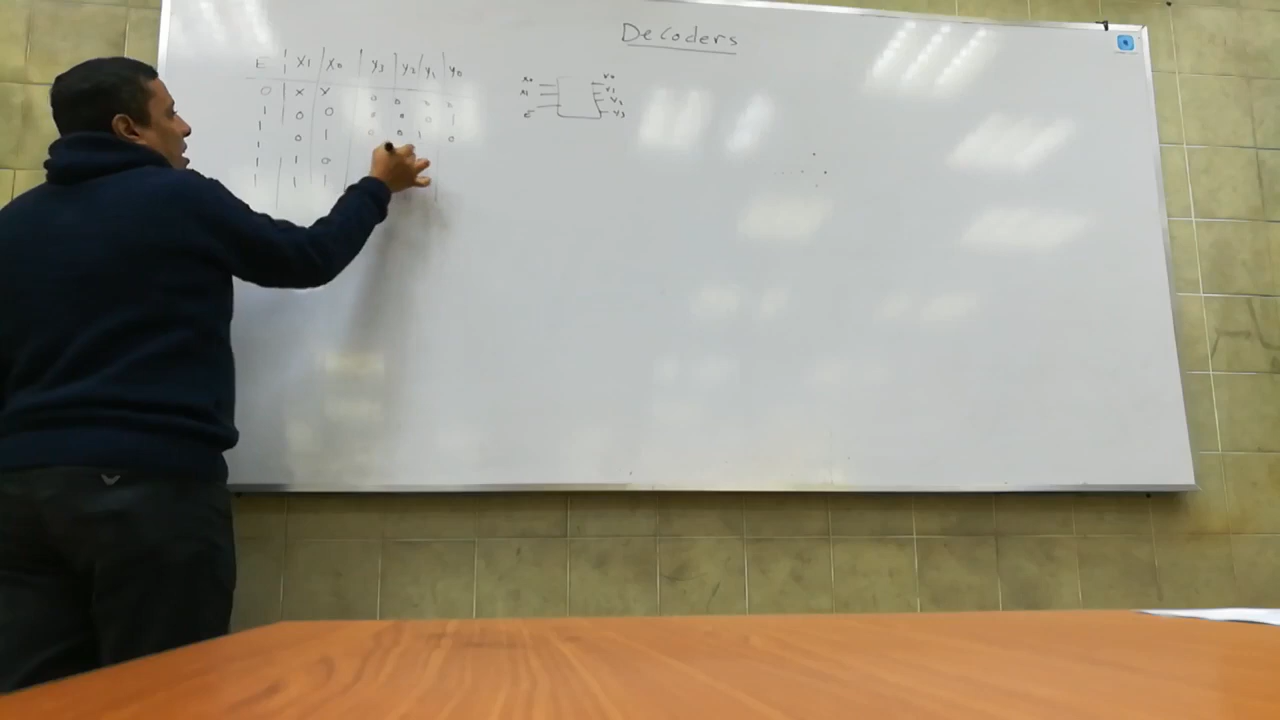 Decoders
E X1 X0 y3 y2 y1 y0
0 X X 0 0 0 0
1 0 0 0 0 0 1
1 0 1 0 0 1 0
1 1 0
1 1 1
X0 y0
X1 y1
y2
E y3